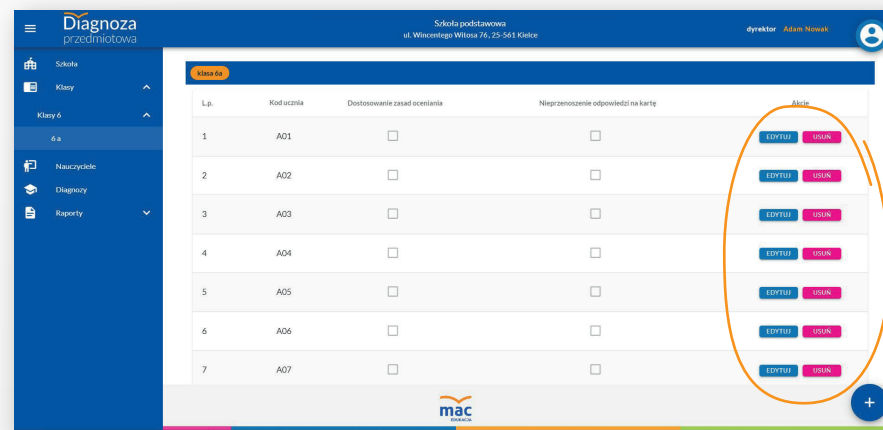 Diagnoza
przedmiotowa
Szkoła podstawowa
ul. Wincentego Witosa 76, 25-561 Kielce
dyrektor Adam Nowak
Szkoła
Klasy
Klasy 6
6 a
Nauczyciele
Diagnozy
Raporty
klasa 6a
L.p. Kod ucznia Dostosowanie zasad oceniania Nieprzenoszenie odpowiedzi na kartę Akcje
1 A01 EDYTUJ USUŃ
2 A02 EDYTUJ USUŃ
3 A03 EDYTUJ USUŃ
4 A04 EDYTUJ USUŃ
5 A05 EDYTUJ USUŃ
6 A06 EDYTUJ USUŃ
7 A07 EDYTUJ USUŃ
mac
EDUKACJA
+